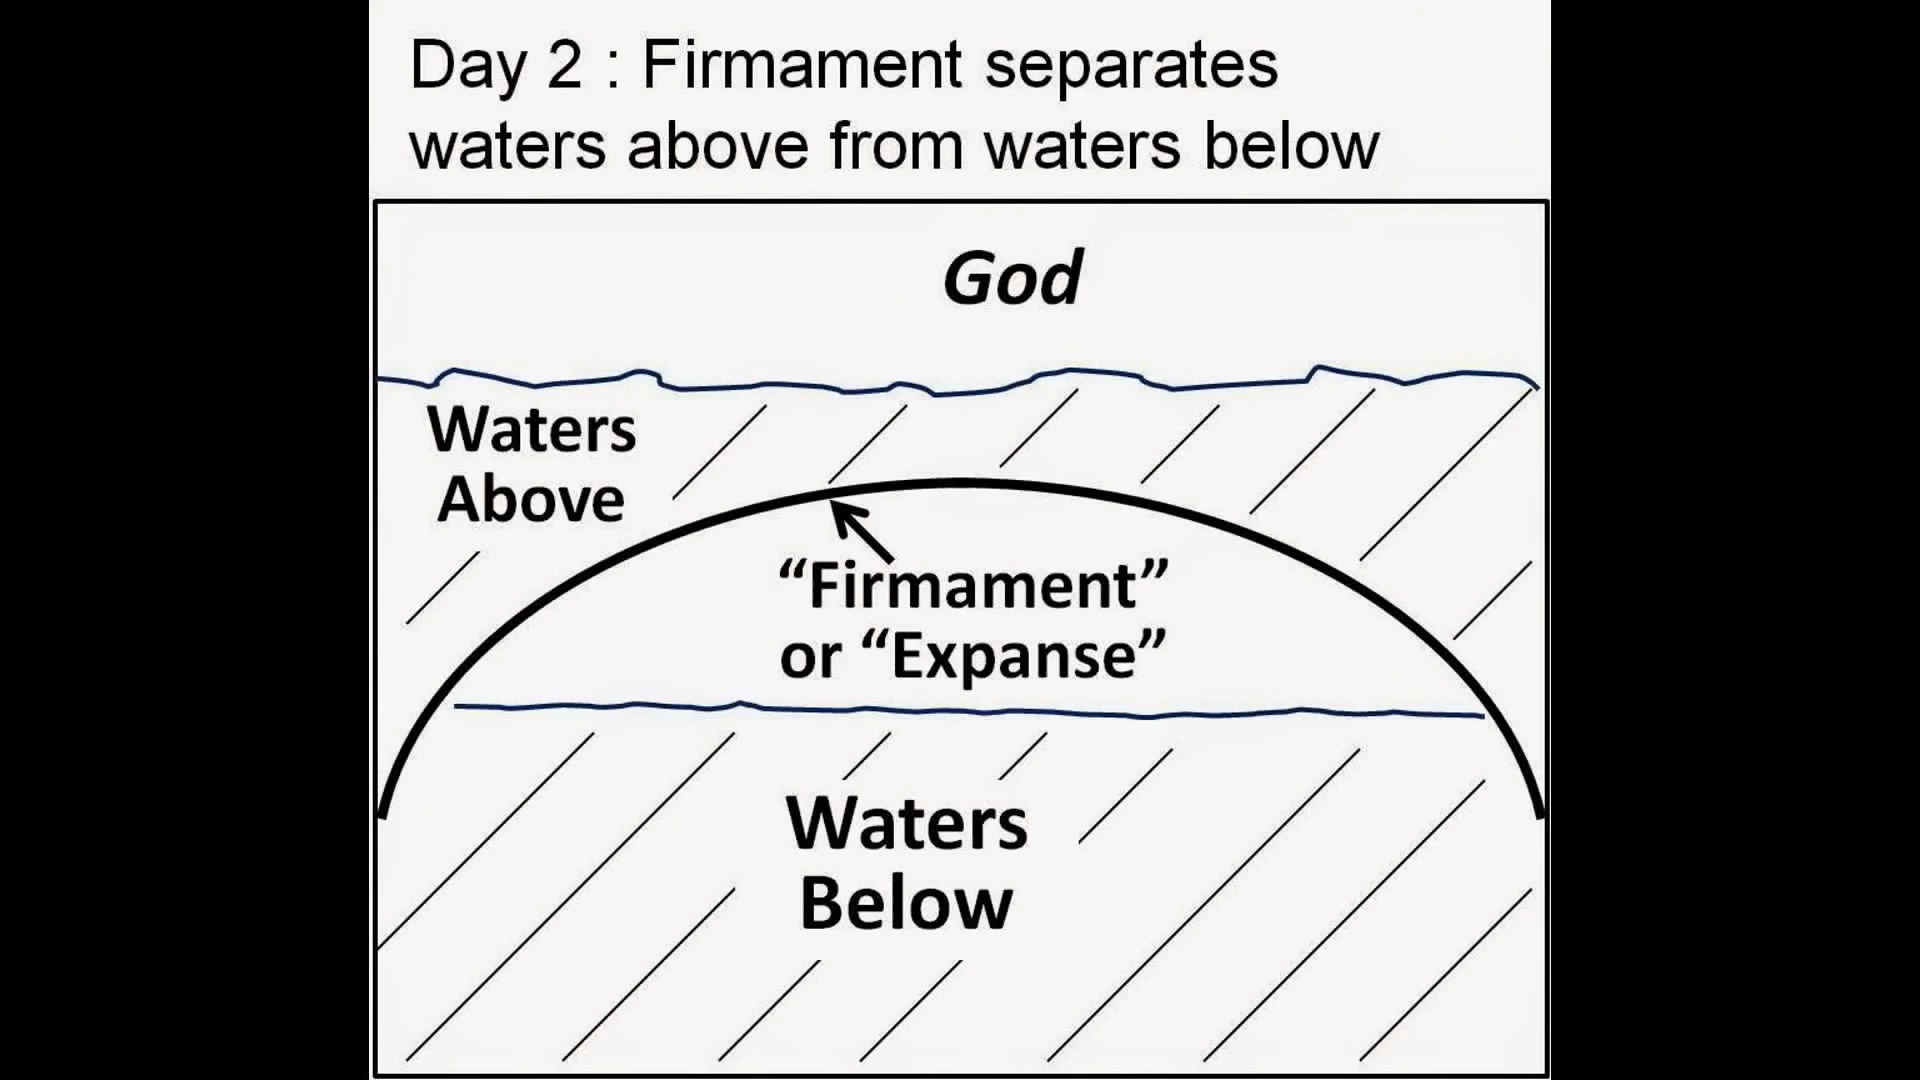 Day 2 : Firmament separates
waters above from waters below
God
Waters
Above
“Firmament”
or “Expanse”
Waters
Below